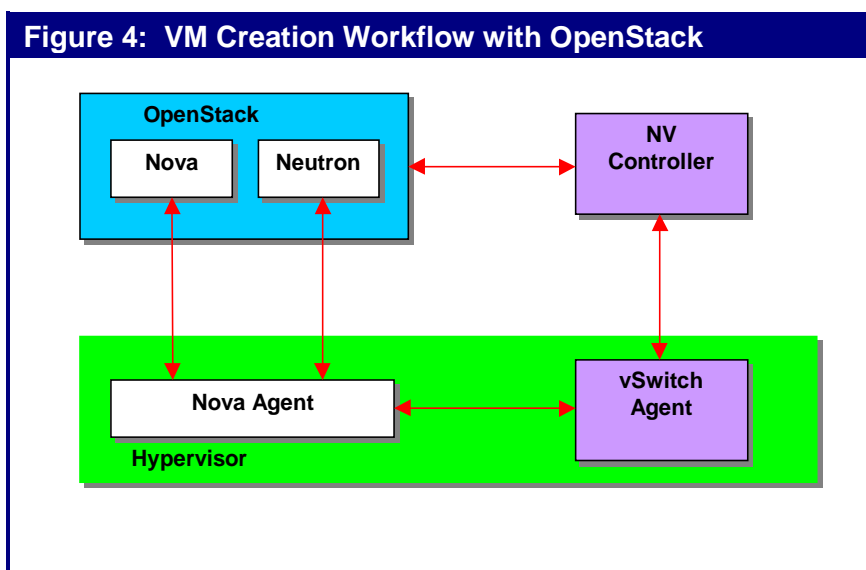 Figure 4: VM Creation Workflow with OpenStack
OpenStack
Nova
Neutron
NV
Controller
Nova Agent
vSwitch
Agent
Hypervisor